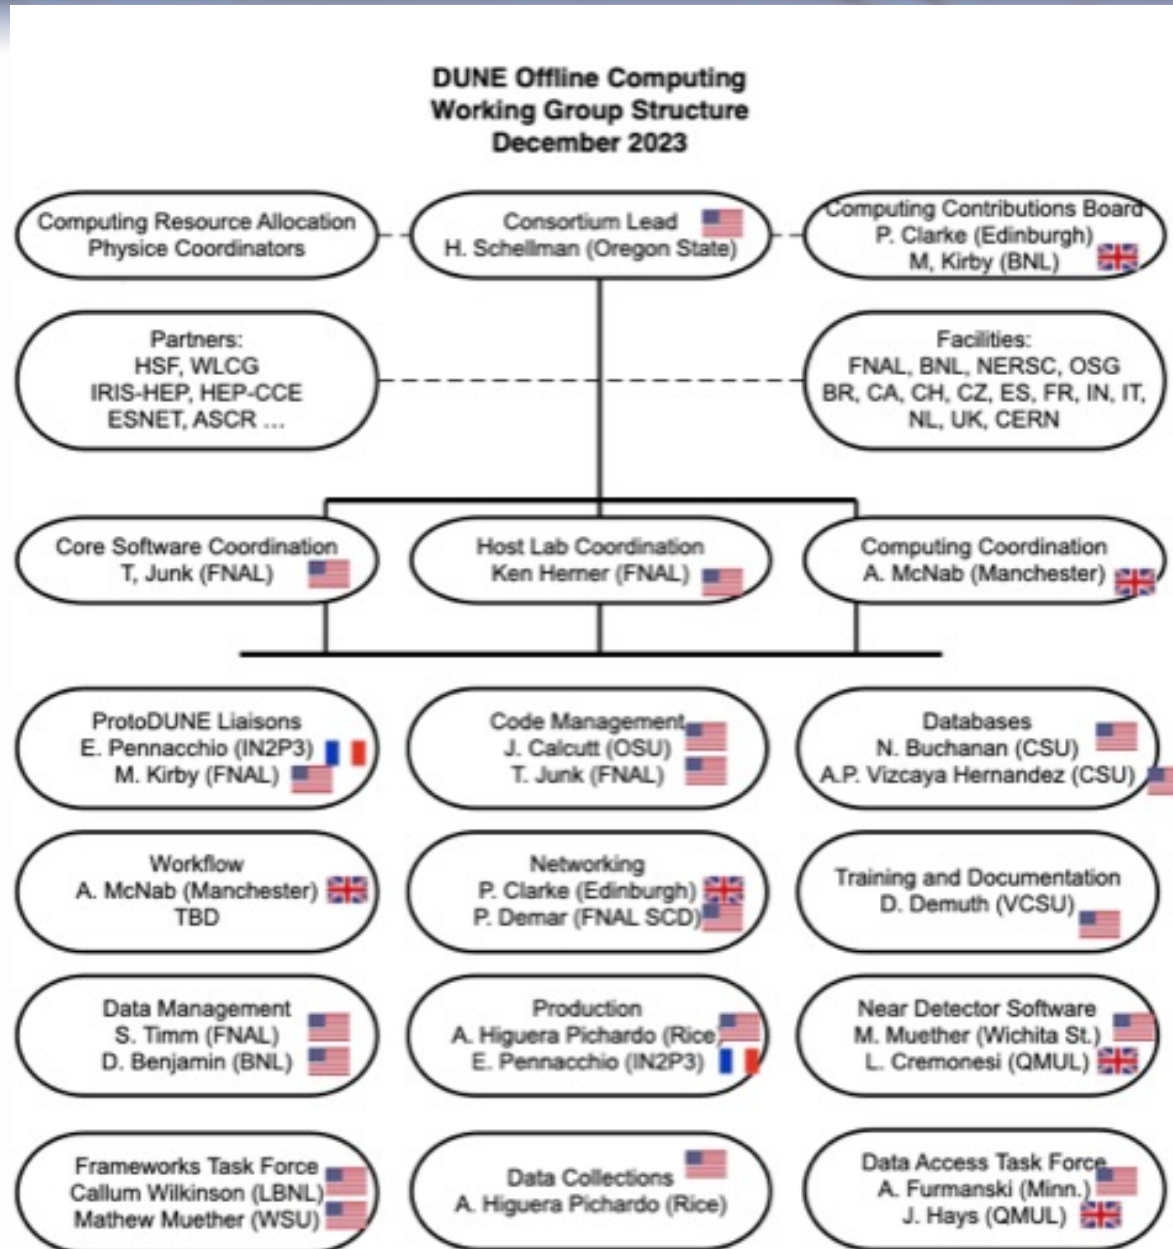 DUNE Offline Computing
Working Group Structure
December 2023
Computing Resource Allocation
Physice Coordinators
Consortium Lead
H. Schellman (Oregon State)
Computing Contributions Board
P. Clarke (Edinburgh)
M, Kirby (BNL)
Partners:
HSF, WLCG
IRIS-HEP, HEP-CCE
ESNET, ASCR ...
Facilities:
FNAL, BNL, NERSC, OSG
BR, CA, CH, CZ, ES, FR, IN, IT,
NL, UK, CERN
Core Software Coordination
T, Junk (FNAL)
Host Lab Coordination
Ken Herner (FNAL)
Computing Coordination
A. McNab (Manchester)
ProtoDUNE Liaisons
E. Pennacchio (IN2P3)
M. Kirby (FNAL)
Code Management
J. Calcutt (OSU)
T. Junk (FNAL)
Databases
N. Buchanan (CSU)
A.P. Vizcaya Hernandez (CSU)
Workflow
A. McNab (Manchester)
TBD
Networking
P. Clarke (Edinburgh)
P. Demar (FNAL SCD)
Training and Documentation
D. Demuth (VCSU)
Data Management
S. Timm (FNAL)
D. Benjamin (BNL)
Production
A. Higuera Pichardo (Rice)
E. Pennacchio (IN2P3)
Near Detector Software
M. Muether (Wichita St.)
L. Cremonesi (QMUL)
Frameworks Task Force
Callum Wilkinson (LBNL)
Mathew Muether (WSU)
Data Collections
A. Higuera Pichardo (Rice)
Data Access Task Force
A. Furmanski (Minn.)
J. Hays (QMUL)